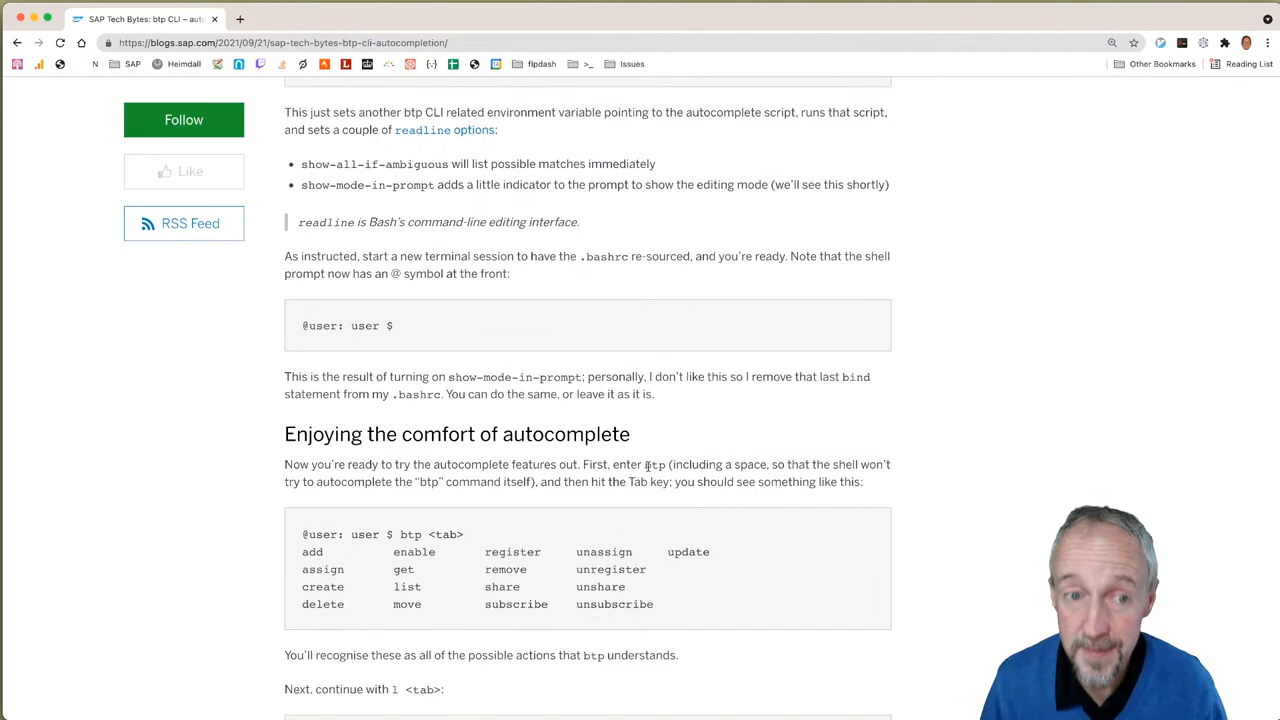 SAP Tech Bytes: btp CLI – auto
https://blogs.sap.com/2021/09/21/sap-tech-bytes-btp-cli-autocompletion/
N SAP Heimdall flpdash >_ Issues Other Bookmarks Reading List
Follow
Like
RSS Feed
This just sets another btp CLI related environment variable pointing to the autocomplete script, runs that script,
and sets a couple of readline options:
• show-all-if-ambiguous will list possible matches immediately
• show-mode-in-prompt adds a little indicator to the prompt to show the editing mode (we'll see this shortly)
readline is Bash's command-line editing interface.
As instructed, start a new terminal session to have the .bashrc re-sourced, and you're ready. Note that the shell
prompt now has an @ symbol at the front:
@user: user $
This is the result of turning on show-mode-in-prompt; personally, I don't like this so I remove that last bind
statement from my .bashrc. You can do the same, or leave it as it is.
Enjoying the comfort of autocomplete
Now you're ready to try the autocomplete features out. First, enter btp (including a space, so that the shell won't
try to autocomplete the "btp" command itself), and then hit the Tab key; you should see something like this:
@user: user $ btp <tab>
add enable register unassign update
assign get remove unregister
create list share unshare
delete move subscribe unsubscribe
You'll recognise these as all of the possible actions that btp understands.
Next, continue with l <tab>: